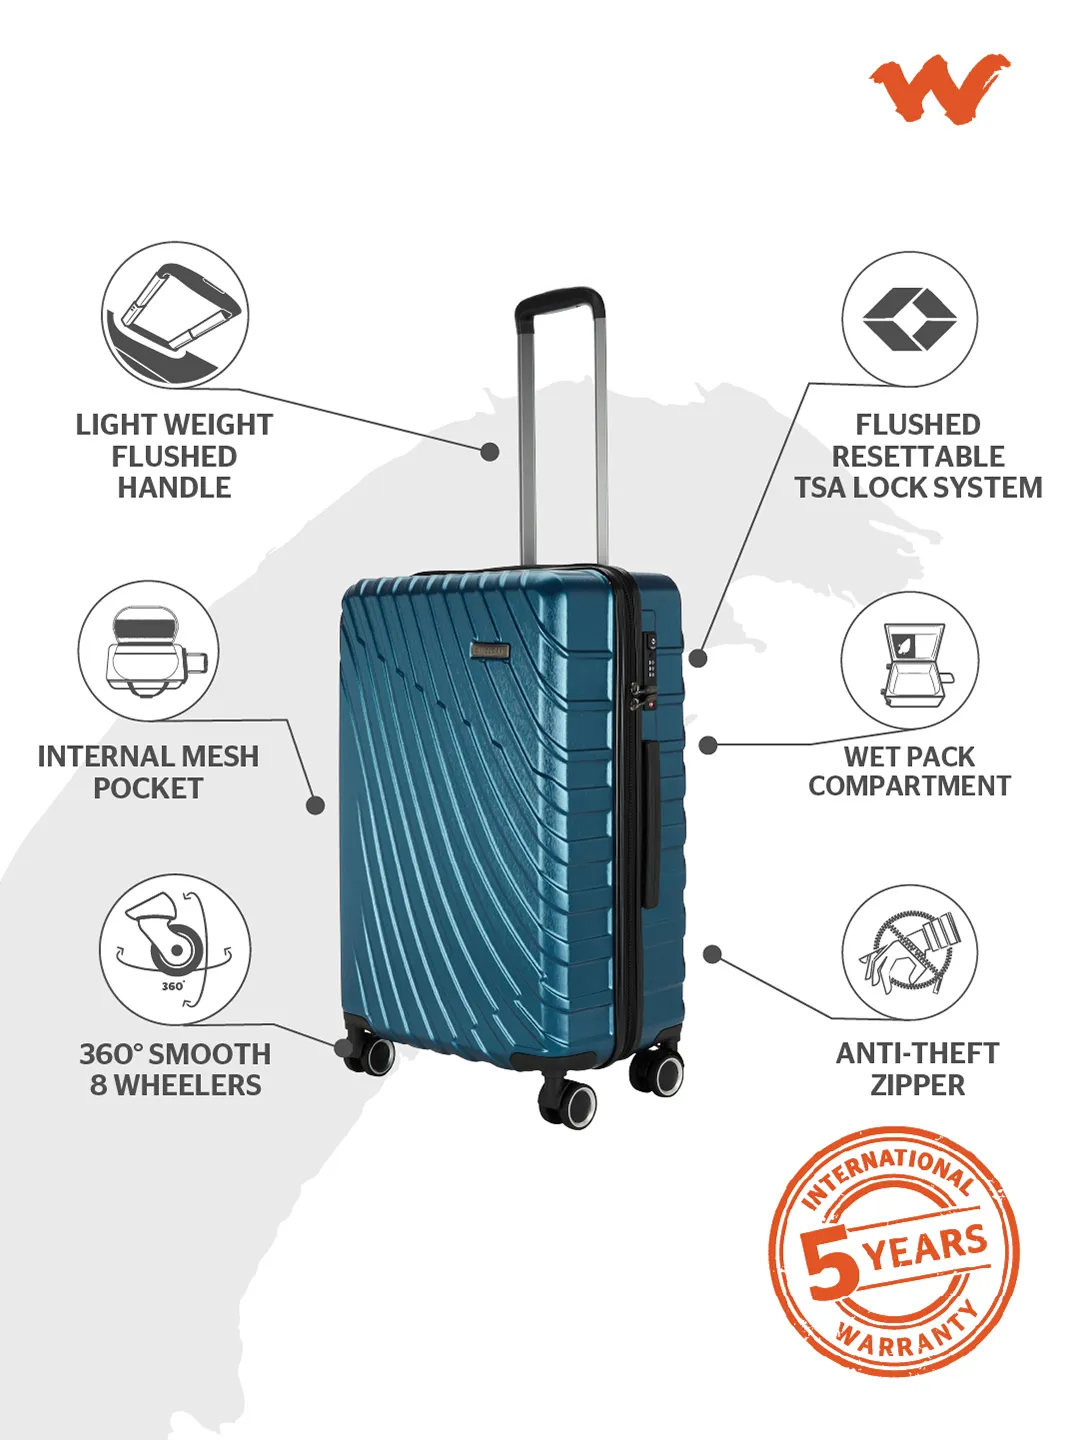 W
LIGHT WEIGHT
FLUSHED
HANDLE
FLUSHED
RESETTABLE
TSA LOCK SYSTEM
INTERNAL MESH
POCKET
WET PACK
COMPARTMENT
360°
360° SMOOTH
8 WHEELERS
ANTI-THEFT
ZIPPER
INTERNATIONAL
5 YEARS
WARRANTY